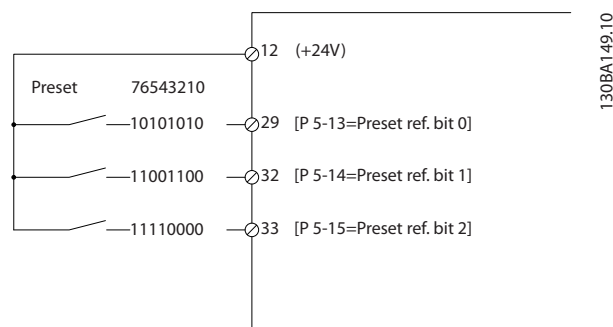 12 (+24V)
Preset 76543210
10101010 29 [P 5-13=Preset ref. bit 0]
11001100 32 [P 5-14=Preset ref. bit 1]
11110000 33 [P 5-15=Preset ref. bit 2]
130BA149.10